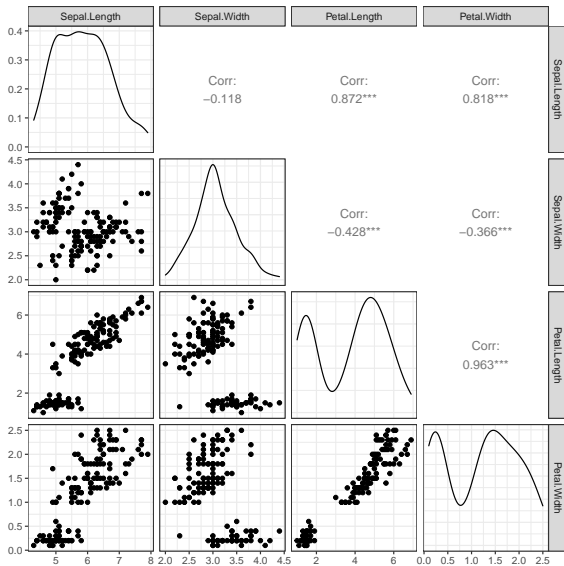 Sepal.Length Sepal.Width Petal.Length Petal.Width
0.4
0.3
0.2
0.1
0.0
Corr:
−0.118
Corr:
0.872***
Corr:
0.818***
Sepal.Length
4.5
4.0
3.5
3.0
2.5
2.0
Corr:
−0.428***
Corr:
−0.366***
Sepal.Width
6
4
2
Corr:
0.963***
Petal.Length
2.5
2.0
1.5
1.0
0.5
0.0
Petal.Width
5 6 7 8 2.0 2.5 3.0 3.5 4.0 4.5 2 4 6 0.0 0.5 1.0 1.5 2.0 2.5